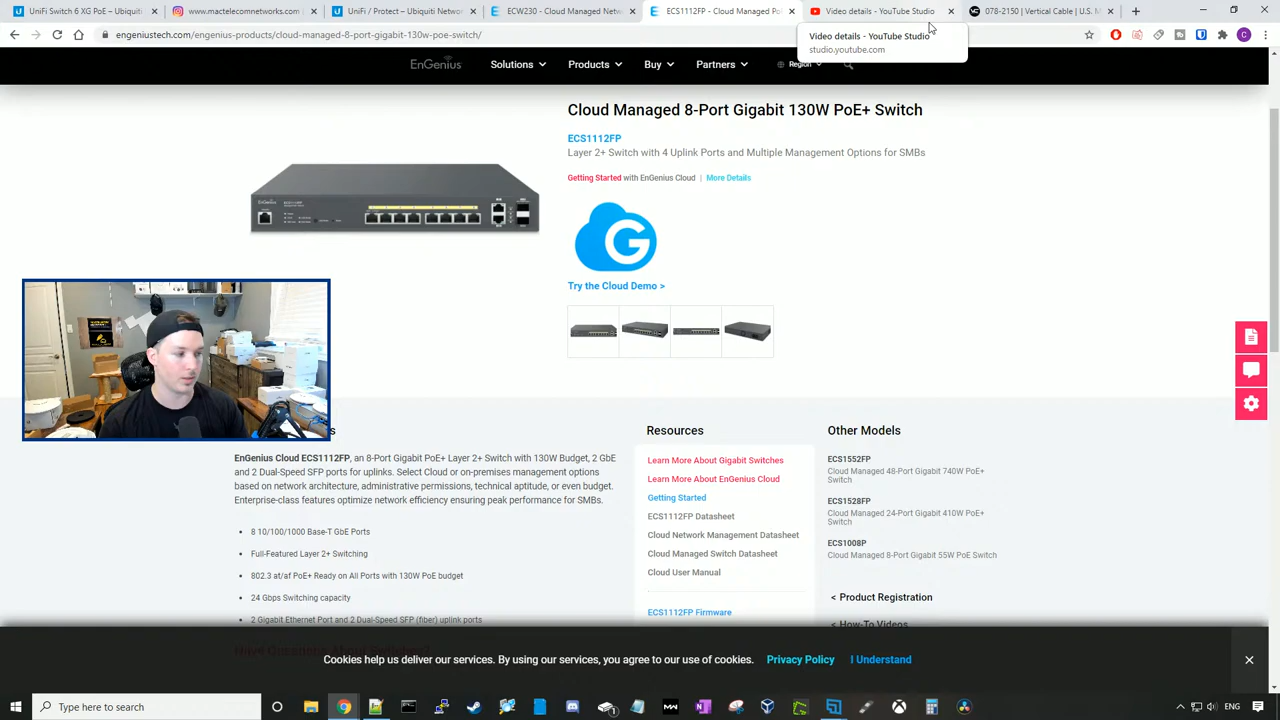 UniFi Switch 6 XG PoE – Ubiquiti
www.mactelecomnetworks.com
UniFi / Protect – Ubiquiti Networ
ECW230 - Cloud Managed Netwo
ECS1112FP - Cloud Managed Po
Video details - YouTube Studio
078-2150 | Vertical Cable | U.S. M
engeniustech.com/engenius-products/cloud-managed-8-port-gigabit-130w-poe-switch/
C
Video details - YouTube Studio
studio.youtube.com
EnGenius
Solutions
Products
Buy
Partners
Region
Cloud Managed 8-Port Gigabit 130W PoE+ Switch
ECS1112FP
Layer 2+ Switch with 4 Uplink Ports and Multiple Management Options for SMBs
Getting Started with EnGenius Cloud | More Details
EnGenius
G
Try the Cloud Demo >
EnGenius Cloud ECS1112FP, an 8-Port Gigabit PoE+ Layer 2+ Switch with 130W Budget, 2 GbE
and 2 Dual-Speed SFP ports for uplinks. Select Cloud or on-premises management options
based on network architecture, administrative permissions, technical aptitude, or even budget.
Enterprise-class features optimize network efficiency ensuring peak performance for SMBs.
• 8 10/100/1000 Base-T GbE Ports
• Full-Featured Layer 2+ Switching
• 802.3 at/af PoE+ Ready on All Ports with 130W PoE budget
• 24 Gbps Switching capacity
• 2 Gigabit Ethernet Port and 2 Dual-Speed SFP (fiber) uplink ports
Resources
Learn More About Gigabit Switches
Learn More About EnGenius Cloud
Getting Started
ECS1112FP Datasheet
Cloud Network Management Datasheet
Cloud Managed Switch Datasheet
Cloud User Manual
ECS1112FP Firmware
Other Models
ECS1552FP
Cloud Managed 48-Port Gigabit 740W PoE+
Switch
ECS1528FP
Cloud Managed 24-Port Gigabit 410W PoE+
Switch
ECS1008P
Cloud Managed 8-Port Gigabit 55W PoE Switch
< Product Registration
< How-To Videos
Cookies help us deliver our services. By using our services, you agree to our use of cookies.
Privacy Policy
I Understand
Type here to search
ENG